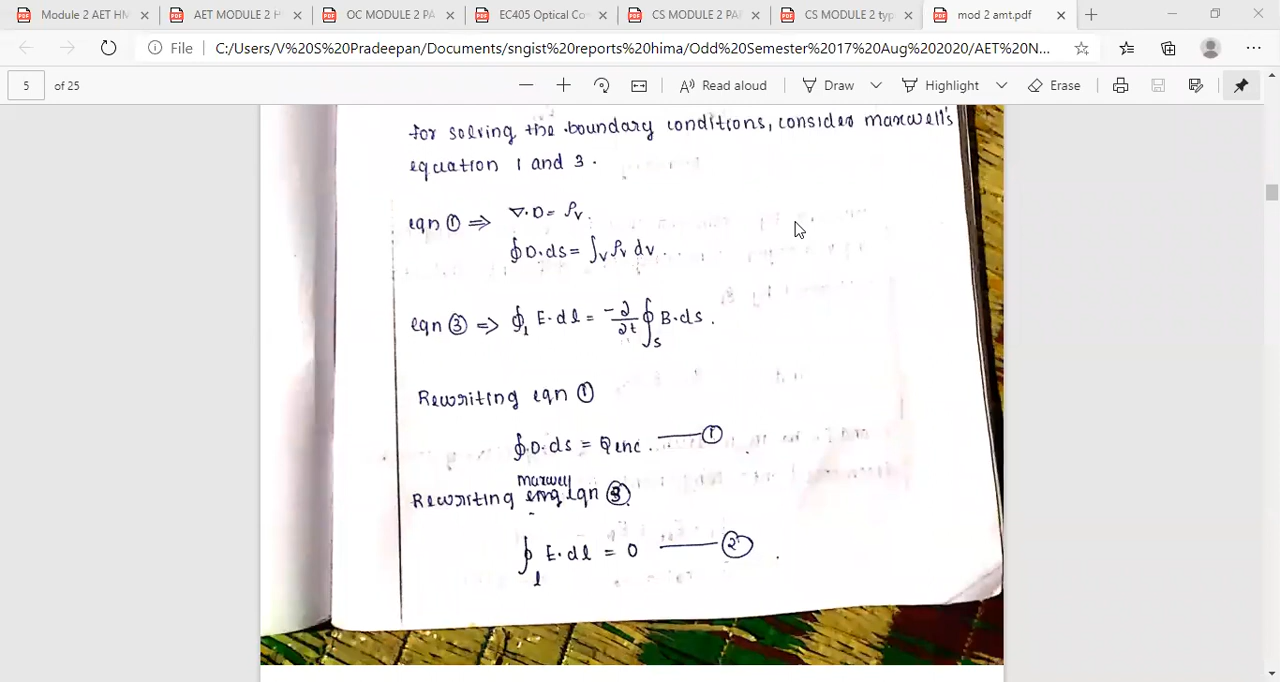 Module 2 AET HM
AET MODULE 2 H
OC MODULE 2 PA
EC405 Optical Co
CS MODULE 2 PA
CS MODULE 2 typ
mod 2 amt.pdf
File
C:/Users/V%20S%20Pradeepan/Documents/sngist%20reports%20hima/Odd%20Semester%2017%20Aug%202020/AET%20N...
5 of 25
Read aloud
Draw
Highlight
Erase
for solving the boundary conditions, consider maxwell's
equation 1 and 3.
eqn ① ⇒ ∇·D = ρv.
∮D·ds = ∫v ρv dv.
eqn ③ ⇒ ∮l E·dl = -∂/∂t ∮s B·ds.
Rewriting eqn ①
∮D·ds = Qenc. —— ①
maxwell
Rewriting eqn ③
∮l E·dl = 0 —— ②